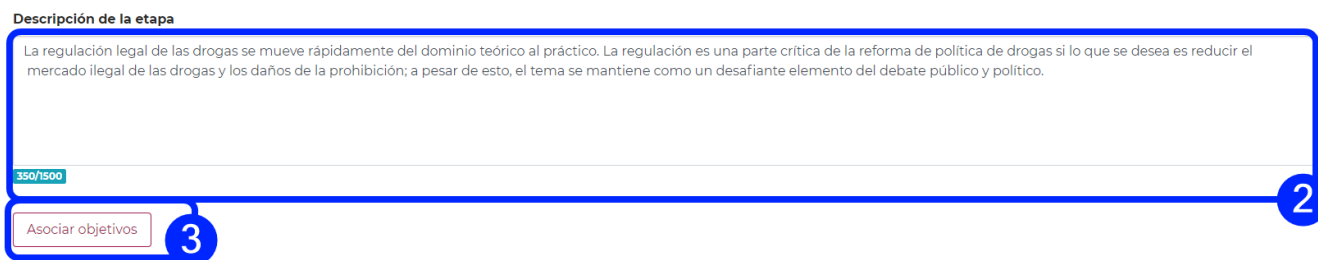 Descripción de la etapa
La regulación legal de las drogas se mueve rápidamente del dominio teórico al práctico. La regulación es una parte crítica de la reforma de política de drogas si lo que se desea es reducir el
mercado ilegal de las drogas y los daños de la prohibición; a pesar de esto, el tema se mantiene como un desafiante elemento del debate público y político.
350/1500
2
Asociar objetivos
3